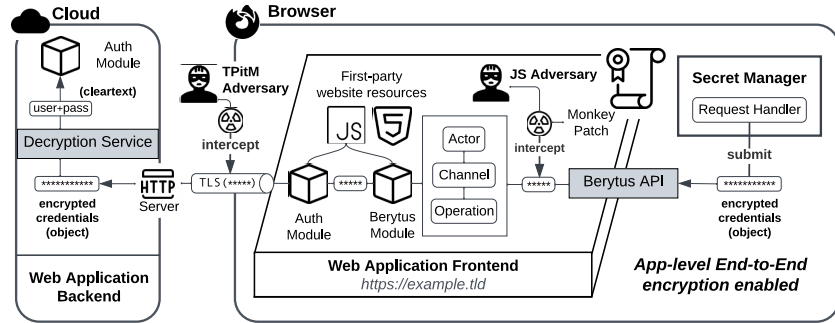 Cloud
Auth
Module
(cleartext)
user+pass
Decryption Service
***********
encrypted
credentials
(object)
Web Application
Backend
HTTP
Server
Browser
TPitM
Adversary
intercept
TLS(*****)
First-party
website resources
JS
Auth
Module
*****
Berytus
Module
Actor
Channel
Operation
JS Adversary
Monkey
Patch
intercept
*****
Berytus API
Web Application Frontend
https://example.tld
Secret Manager
Request Handler
submit
***********
encrypted
credentials
(object)
App-level End-to-End
encryption enabled